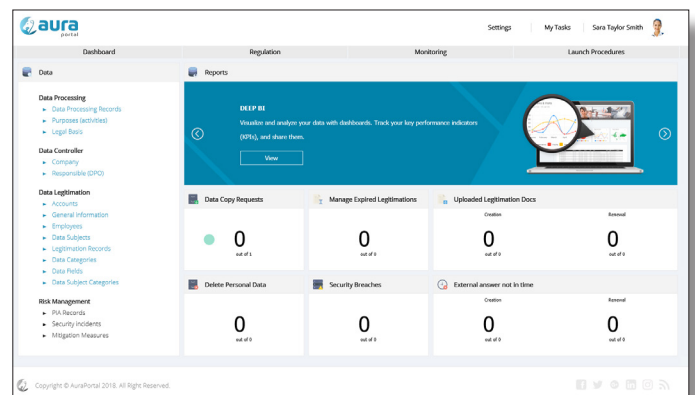 aura
portal
Settings
My Tasks
Sara Taylor Smith
Dashboard
Regulation
Monitoring
Launch Procedures
Data
Data Processing
Data Processing Records
Purposes (activities)
Legal Basis
Data Controller
Company
Responsible (DPO)
Data Legitimation
Accounts
General information
Employees
Data Subjects
Legitimation Records
Data Categories
Data Fields
Data Subject Categories
Risk Management
PIA Records
Security Incidents
Mitigation Measures
Reports
DEEP BI
Visualize and analyze your data with dashboards. Track your key performance indicators
(KPIs), and share them.
View
Data Copy Requests
0
out of 1
Manage Expired Legitimations
0
out of 0
Uploaded Legitimation Docs
Creation
Renewal
0
0
out of 0
out of 0
Delete Personal Data
0
out of 0
Security Breaches
0
out of 0
External answer not in time
Creation
Renewal
0
0
out of 0
out of 0
Copyright © AuraPortal 2018. All Right Reserved.